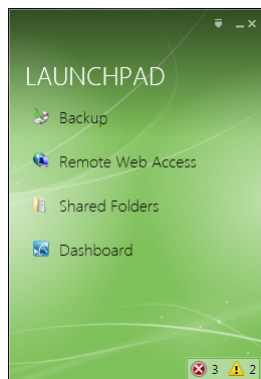 LAUNCHPAD
Backup
Remote Web Access
Shared Folders
Dashboard
3 2